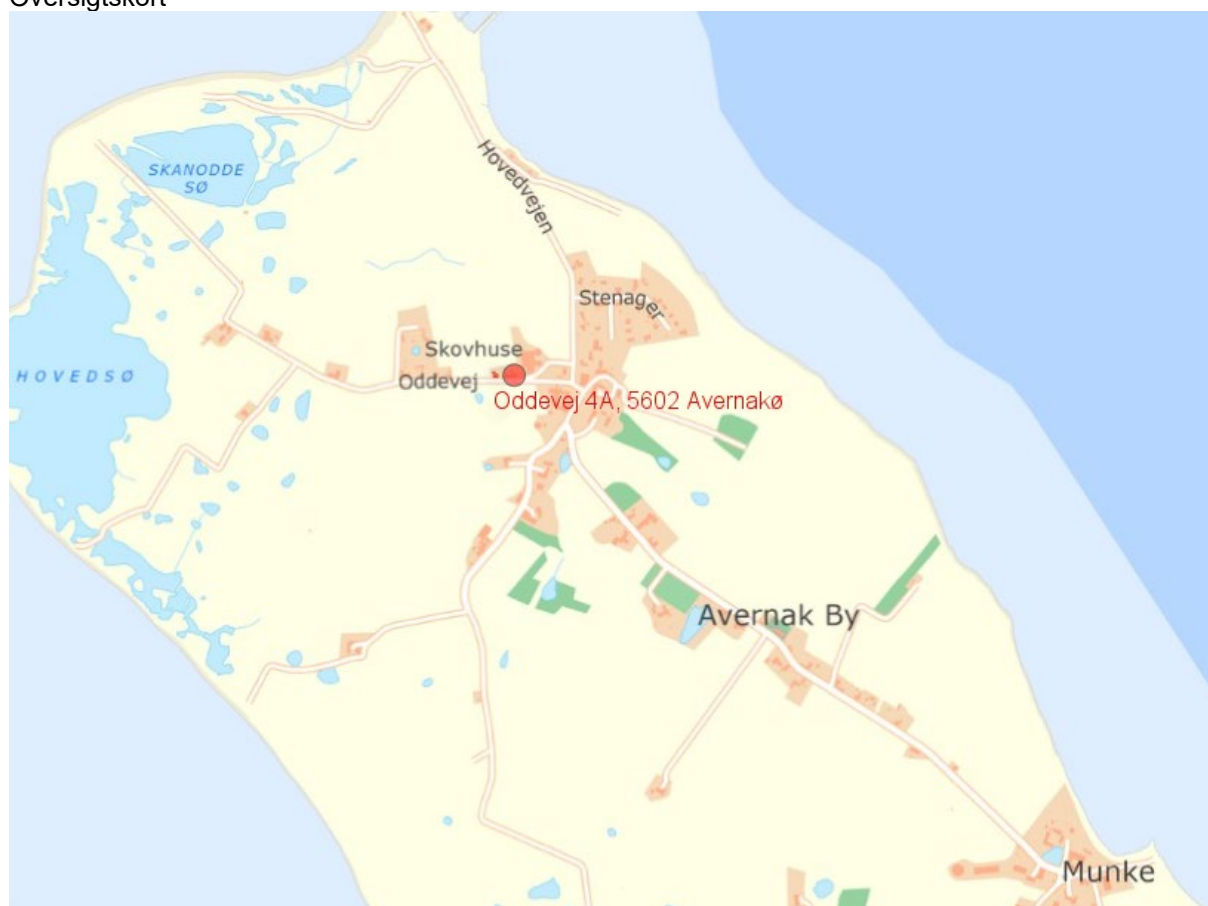 Oversigtskort
SKANODDE
SØ
Hovedvejen
Stenager
Skovhuse
HOVEDSØ
Oddevej
Oddevej 4A, 5602 Avernakø
Avernak By
Munke